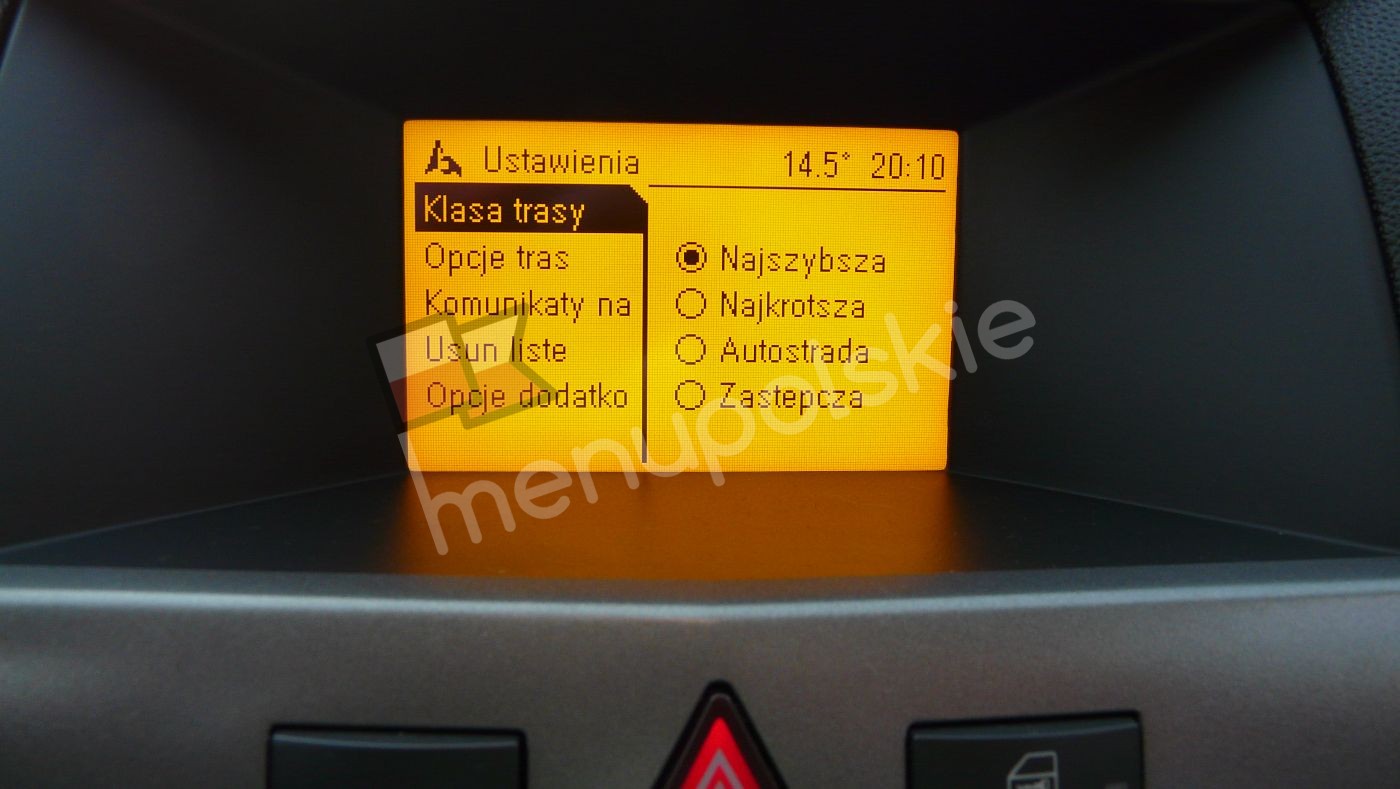 Ustawienia 14.5° 20:10
Klasa trasy
Opcje tras
Komunikaty na
Usun liste
Opcje dodatko
Najszybsza
Najkrotsza
Autostrada
Zastepcza
menupolskie